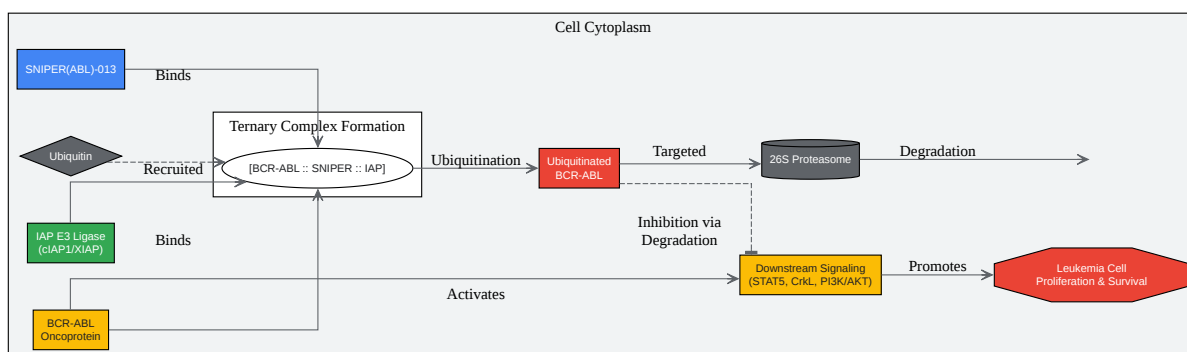 Cell Cytoplasm
SNIPER(ABL)-013
Binds
Ternary Complex Formation
Ubiquitin
Recruited
[BCR-ABL :: SNIPER :: IAP]
Ubiquitination
Ubiquitinated
BCR-ABL
Targeted
26S Proteasome
Degradation
IAP E3 Ligase
(cIAP1/XIAP)
Binds
Inhibition via
Degradation
Downstream Signaling
(STAT5, CrkL, PI3K/AKT)
Promotes
Leukemia Cell
Proliferation & Survival
Activates
BCR-ABL
Oncoprotein